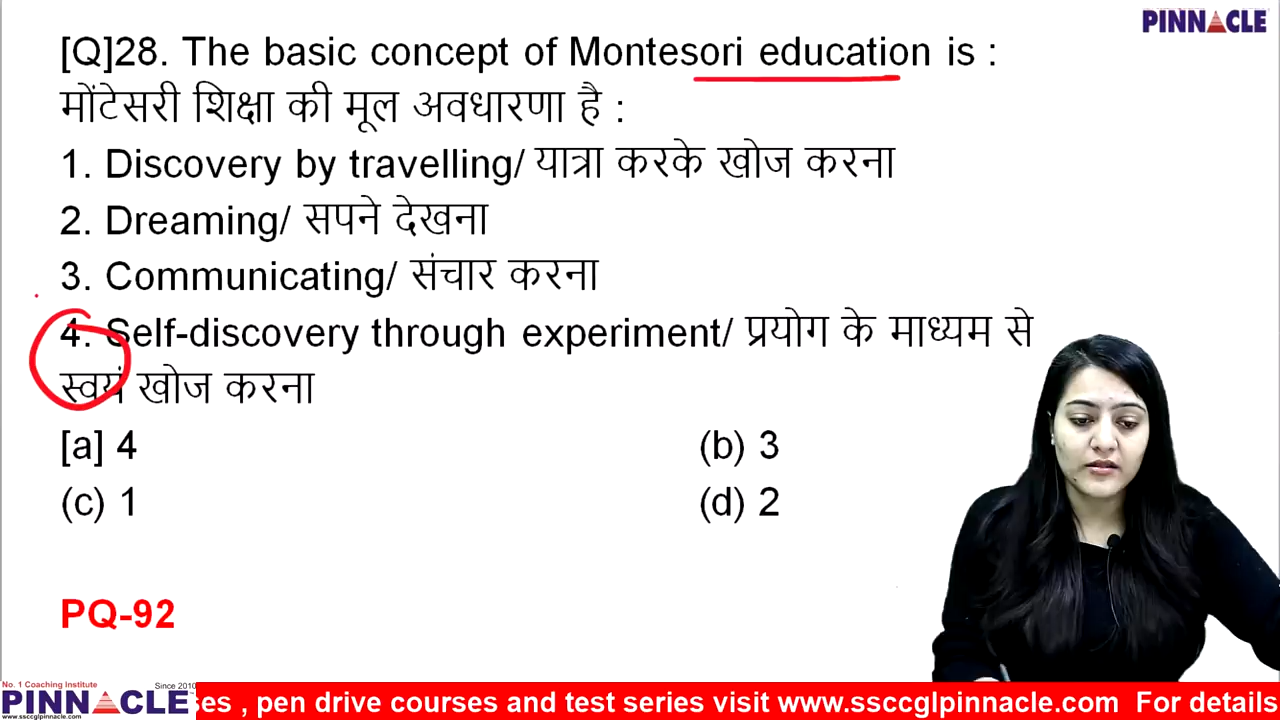 PINNACLE
[Q]28. The basic concept of Montesori education is :
मोंटेसरी शिक्षा की मूल अवधारणा है :
1. Discovery by travelling/ यात्रा करके खोज करना
2. Dreaming/ सपने देखना
3. Communicating/ संचार करना
4. Self-discovery through experiment/ प्रयोग के माध्यम से
स्वयं खोज करना
[a] 4 (b) 3
(c) 1 (d) 2
PQ-92
No. 1 Coaching Institute Since 2010
PINNACLE
www.ssccglpinnacle.com
ses , pen drive courses and test series visit www.ssccglpinnacle.com For details